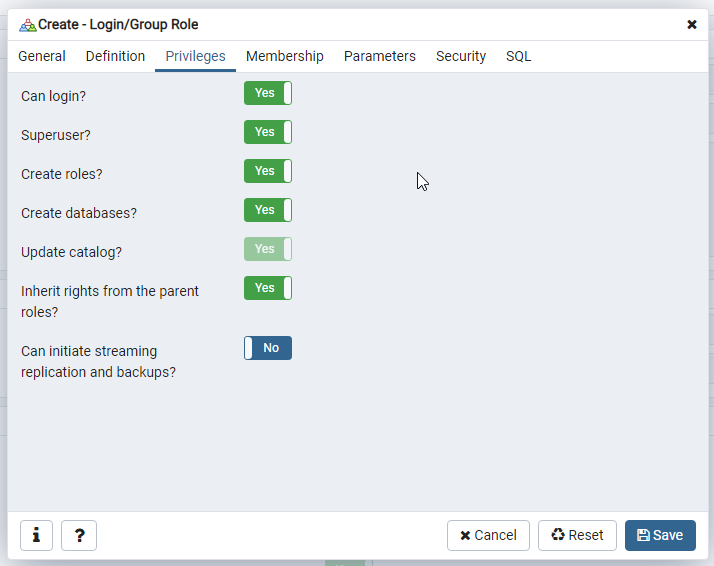 Create - Login/Group Role
General Definition Privileges Membership Parameters Security SQL
Can login? Yes
Superuser? Yes
Create roles? Yes
Create databases? Yes
Update catalog? Yes
Inherit rights from the parent Yes
roles?
Can initiate streaming No
replication and backups?
i ? Cancel Reset Save